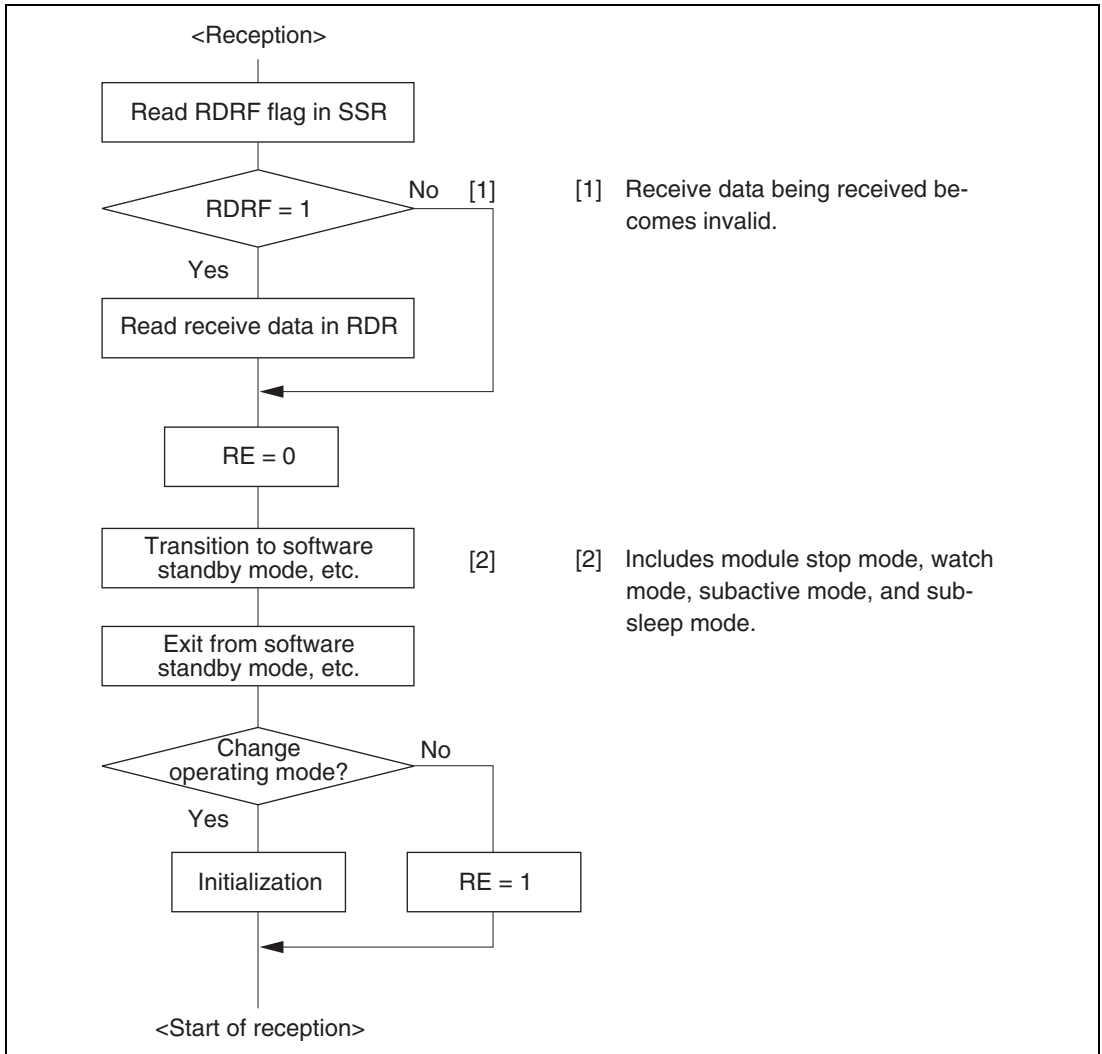 <Reception>
Read RDRF flag in SSR
RDRF = 1
No
[1]
[1] Receive data being received be-
comes invalid.
Yes
Read receive data in RDR
RE = 0
Transition to software
standby mode, etc.
[2]
[2] Includes module stop mode, watch
mode, subactive mode, and sub-
sleep mode.
Exit from software
standby mode, etc.
Change
operating mode?
No
Yes
Initialization
RE = 1
<Start of reception>